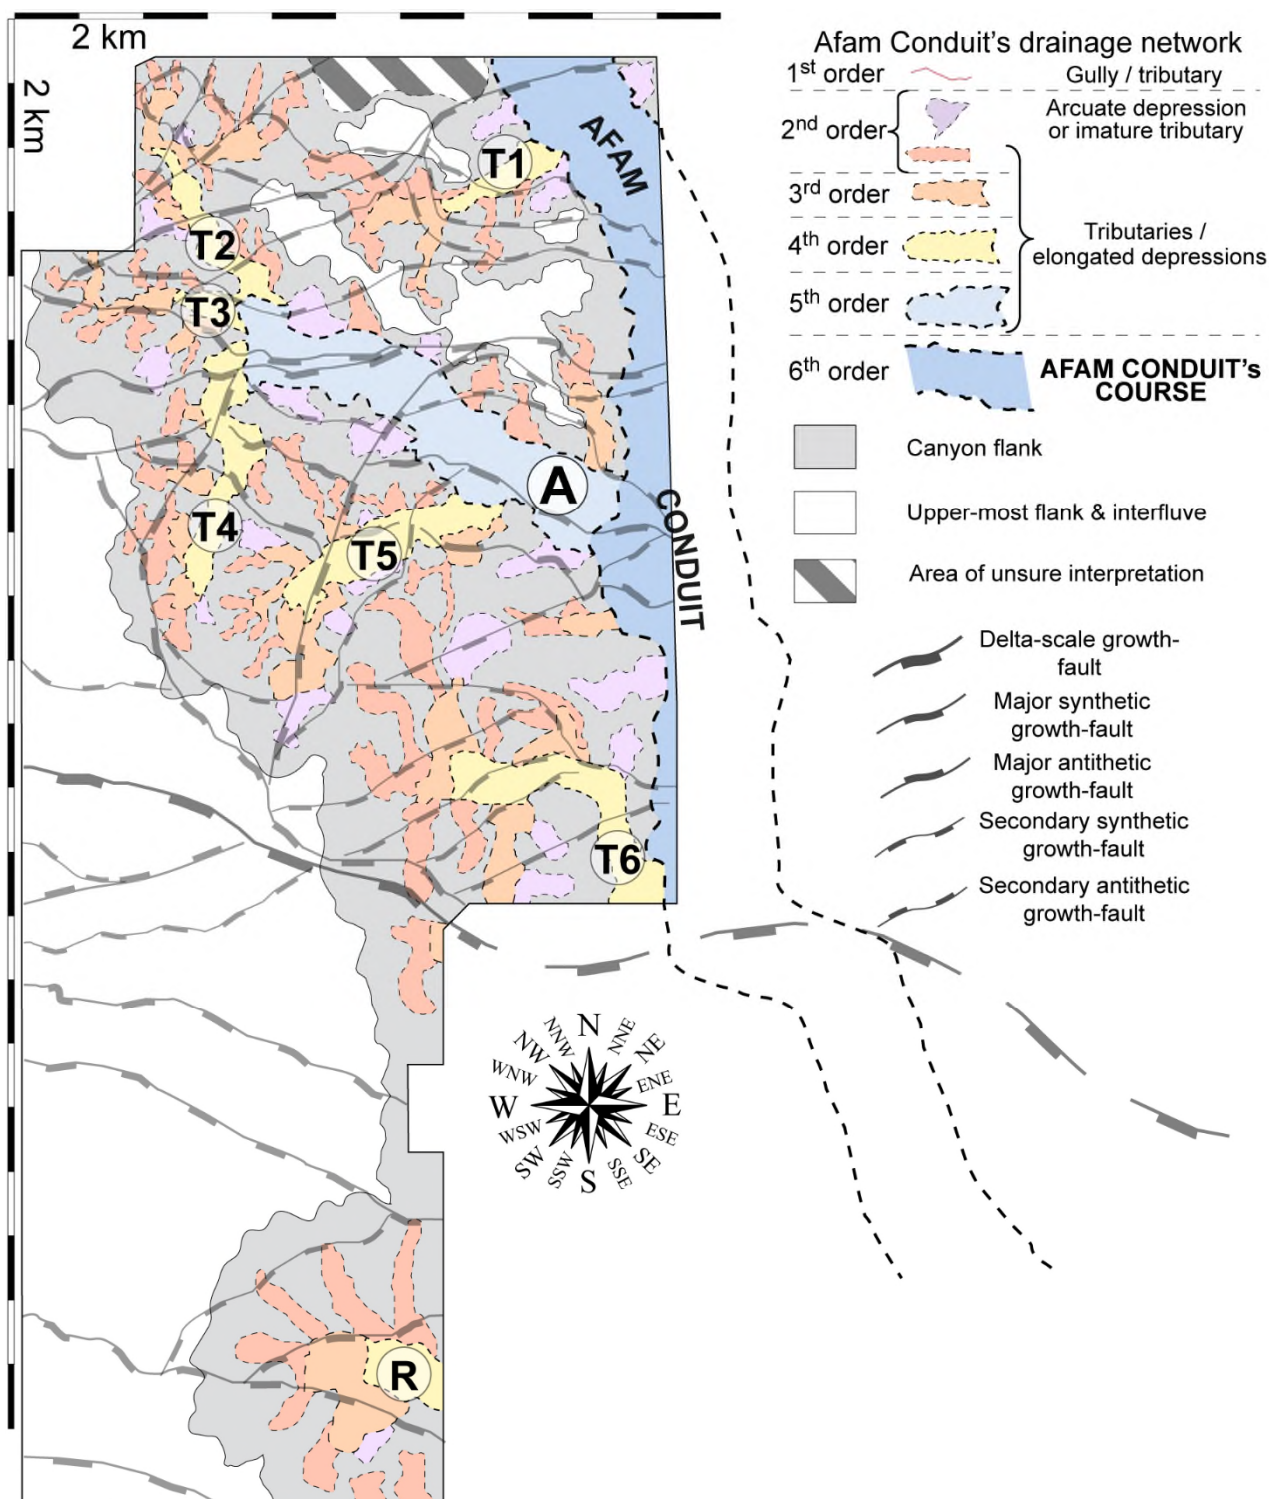 2 km
2 km
Afam Conduit's drainage network
1st order
Gully / tributary
2nd order
Arcuate depression
or imature tributary
3rd order
4th order
Tributaries /
elongated depressions
5th order
6th order
AFAM CONDUIT's
COURSE
Canyon flank
Upper-most flank & interfluve
Area of unsure interpretation
Delta-scale growth-
fault
Major synthetic
growth-fault
Major antithetic
growth-fault
Secondary synthetic
growth-fault
Secondary antithetic
growth-fault
AFAM
CONDUIT
T1
T2
T3
A
T4
T5
T6
R
N
NNE
NE
ENE
E
ESE
SE
SSE
S
SSW
SW
WSW
W
WNW
NW
NNW